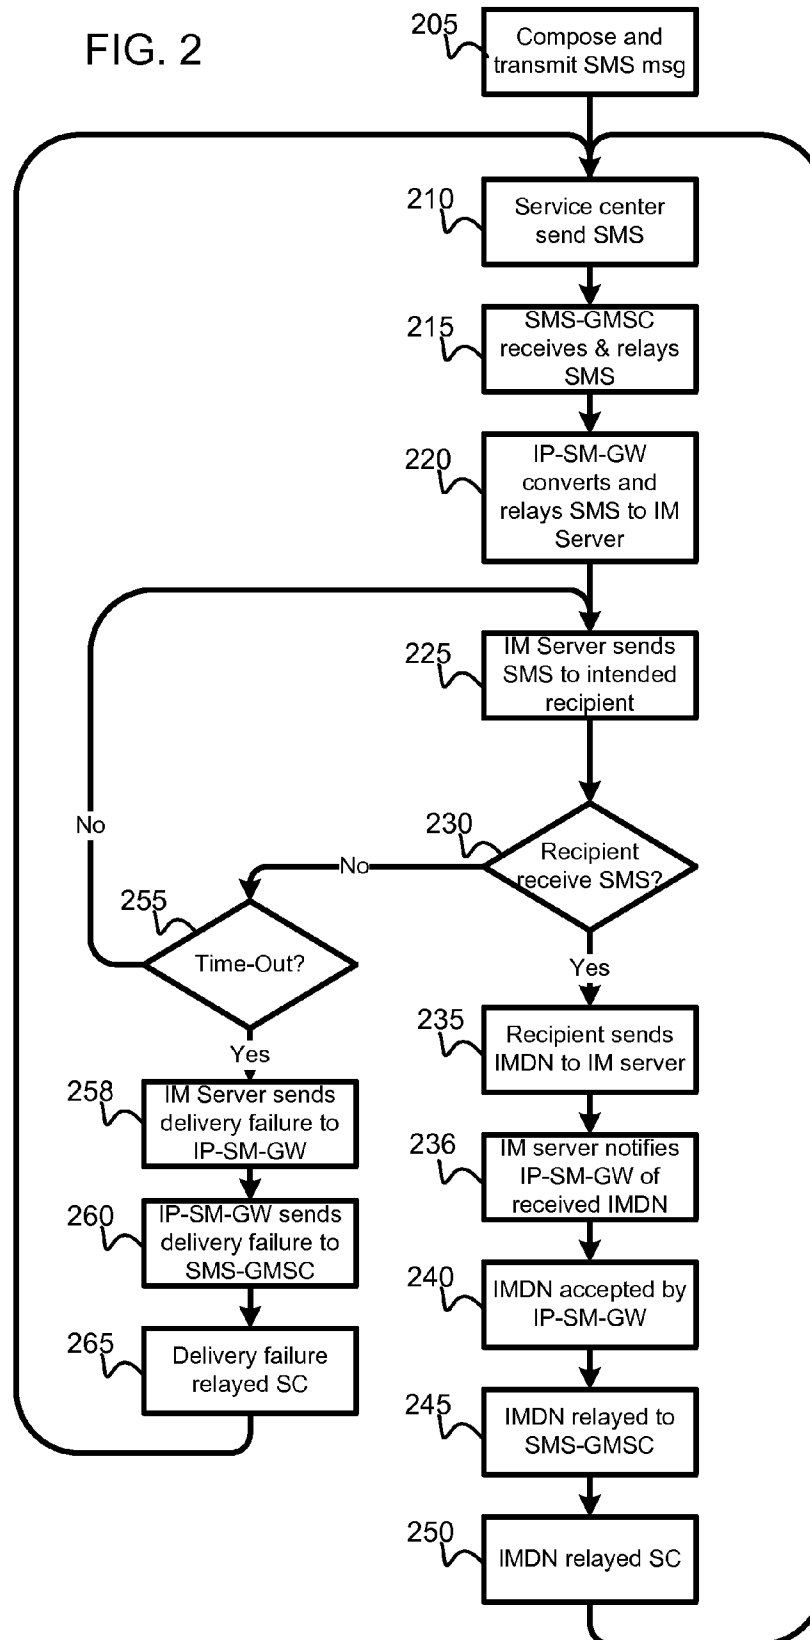 FIG. 2
205
Compose and
transmit SMS msg
210
Service center
send SMS
215
SMS-GMSC
receives & relays
SMS
220
IP-SM-GW
converts and
relays SMS to IM
Server
225
IM Server sends
SMS to intended
recipient
230
Recipient
receive SMS?
No
No
255
Time-Out?
Yes
Yes
235
Recipient sends
IMDN to IM server
258
IM Server sends
delivery failure to
IP-SM-GW
236
IM server notifies
IP-SM-GW of
received IMDN
260
IP-SM-GW sends
delivery failure to
SMS-GMSC
240
IMDN accepted by
IP-SM-GW
265
Delivery failure
relayed SC
245
IMDN relayed to
SMS-GMSC
250
IMDN relayed SC